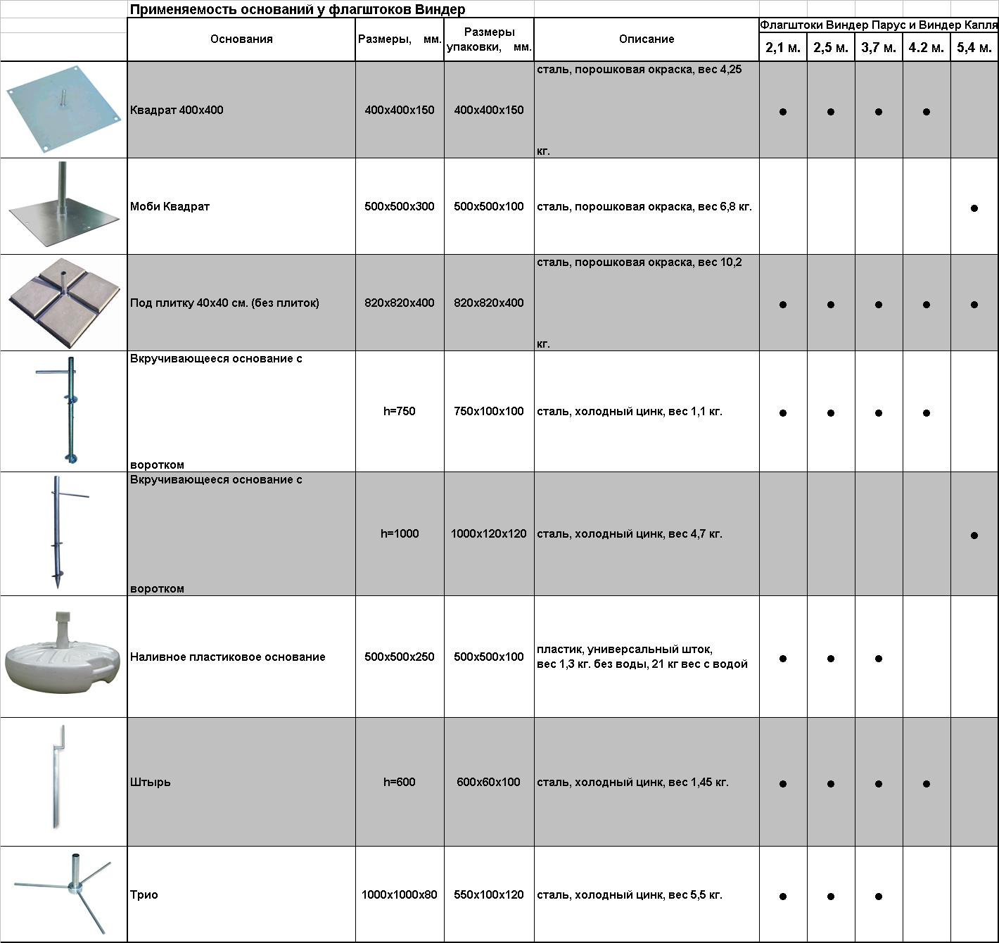 Применяемость оснований у флагштоков Виндер
Основания
Размеры, мм.
Размеры
упаковки, мм.
Описание
Флагштоки Виндер Парус и Виндер Капля
2,1 м.
2,5 м.
3,7 м.
4.2 м.
5,4 м.
Квадрат 400х400
400х400х150
400х400х150
сталь, порошковая окраска, вес 4,25
кг.
● ● ● ●
Моби Квадрат
500х500х300
500х500х100
сталь, порошковая окраска, вес 6,8 кг.
●
Под плитку 40х40 см. (без плиток)
820х820х400
820х820х400
сталь, порошковая окраска, вес 10,2
кг.
● ● ● ● ●
Вкручивающееся основание с
воротком
h=750
750х100х100
сталь, холодный цинк, вес 1,1 кг.
● ● ● ●
Вкручивающееся основание с
воротком
h=1000
1000х120х120
сталь, холодный цинк, вес 4,7 кг.
●
Наливное пластиковое основание
500х500х250
500х500х100
пластик, универсальный шток,
вес 1,3 кг. без воды, 21 кг вес с водой
● ● ●
Штырь
h=600
600х60х100
сталь, холодный цинк, вес 1,45 кг.
● ● ● ●
Трио
1000х1000х80
550х100х120
сталь, холодный цинк, вес 5,5 кг.
● ● ●